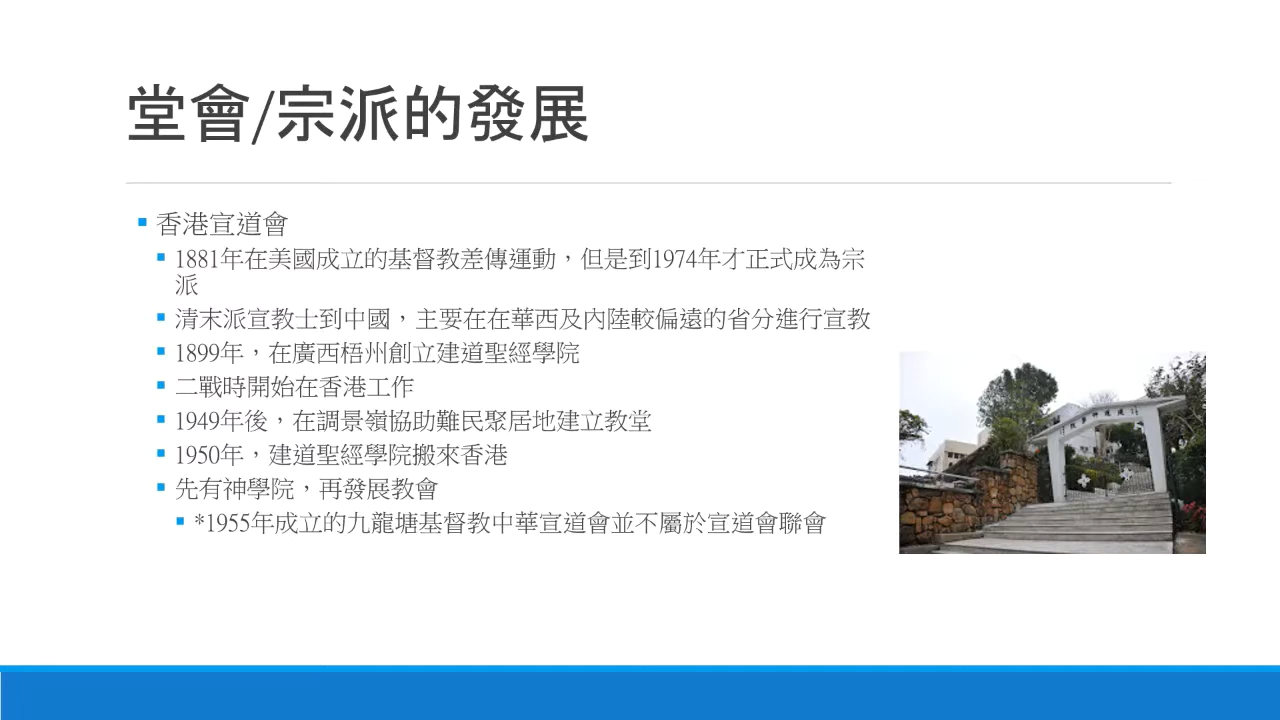 堂會/宗派的發展
香港宣道會
1881年在美國成立的基督教差傳運動，但是到1974年才正式成為宗
派
清末派宣教士到中國，主要在在華西及內陸較偏遠的省分進行宣教
1899年，在廣西梧州創立建道聖經學院
二戰時開始在香港工作
1949年後，在調景嶺協助難民聚居地建立教堂
1950年，建道聖經學院搬來香港
先有神學院，再發展教會
*1955年成立的九龍塘基督教中華宣道會並不屬於宣道會聯會